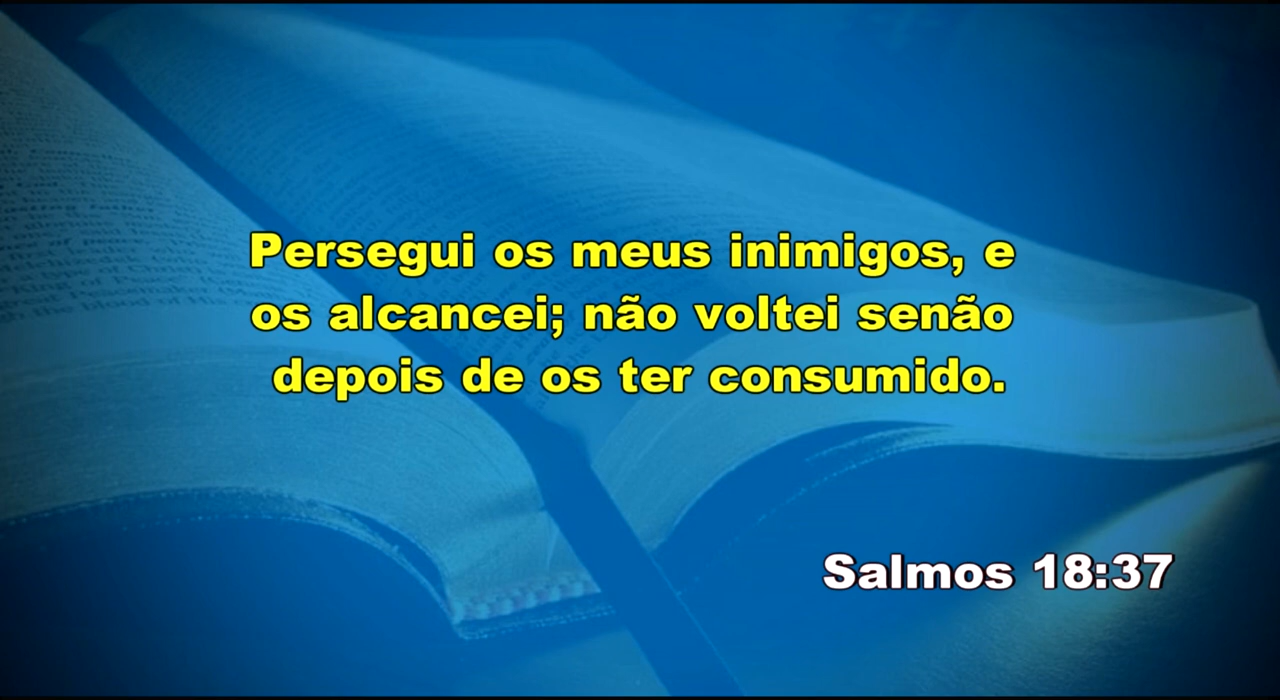 Persegui os meus inimigos, e
os alcancei; não voltei senão
depois de os ter consumido.
Salmos 18:37